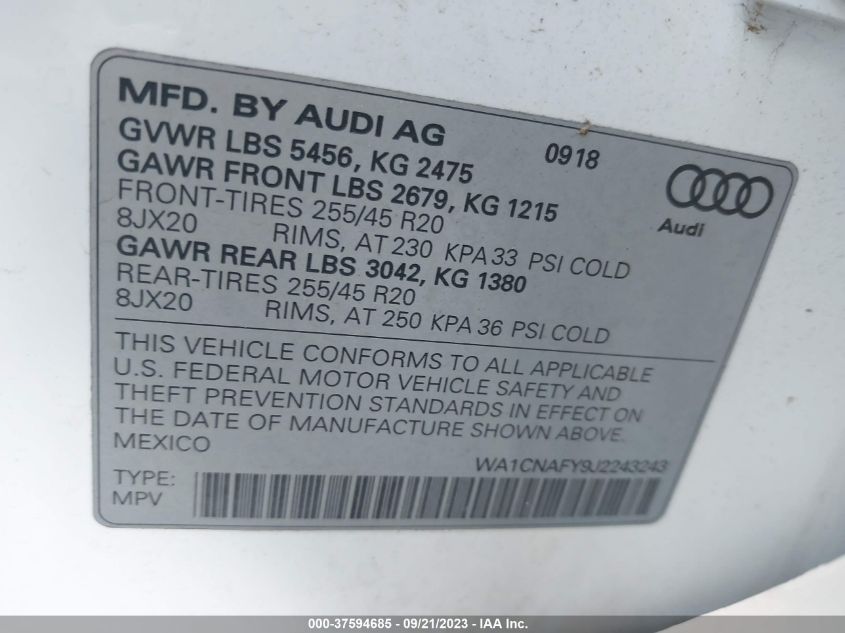 MFD. BY AUDI AG
0918
GVWR LBS 5456, KG 2475
GAWR FRONT LBS 2679, KG 1215
FRONT-TIRES 255/45 R20
8JX20 RIMS, AT 230 KPA 33 PSI COLD
GAWR REAR LBS 3042, KG 1380
REAR-TIRES 255/45 R20
8JX20 RIMS, AT 250 KPA 36 PSI COLD
Audi
THIS VEHICLE CONFORMS TO ALL APPLICABLE
U.S. FEDERAL MOTOR VEHICLE SAFETY AND
THEFT PREVENTION STANDARDS IN EFFECT ON
THE DATE OF MANUFACTURE SHOWN ABOVE.
MEXICO
WA1CNAFY9J2243243
TYPE:
MPV
000-37594685 - 09/21/2023 - IAA Inc.